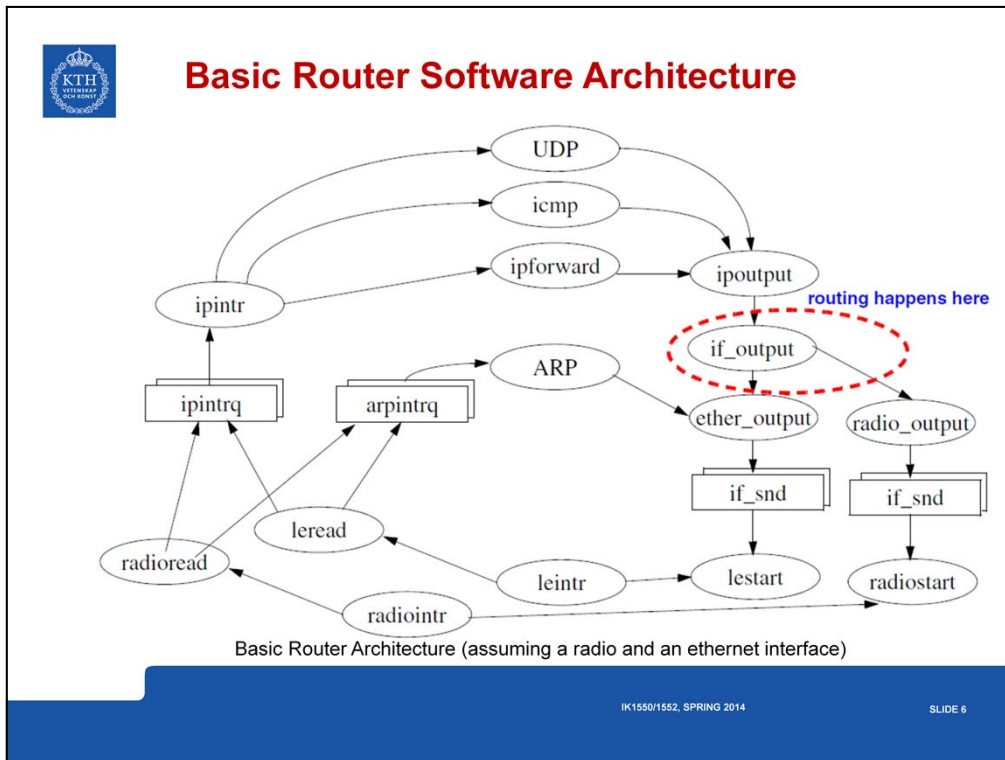 KTH
VETENSKAP
OCH KONST
Basic Router Software Architecture
UDP
icmp
ipforward
ipoutput
ipintr
routing happens here
if_output
ARP
ipintrq
arpintrq
ether_output
radio_output
if_snd
if_snd
leread
radioread
leintr
lestart
radiostart
radiointr
Basic Router Architecture (assuming a radio and an ethernet interface)
IK1550/1552, SPRING 2014
SLIDE 6